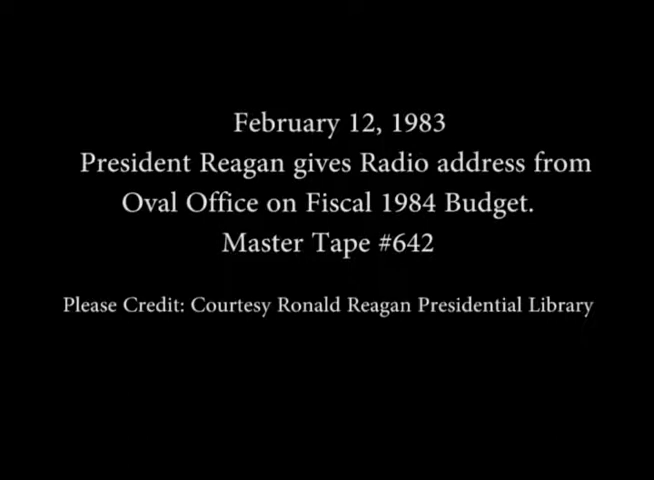 February 12, 1983
President Reagan gives Radio address from
Oval Office on Fiscal 1984 Budget.
Master Tape #642
Please Credit: Courtesy Ronald Reagan Presidential Library